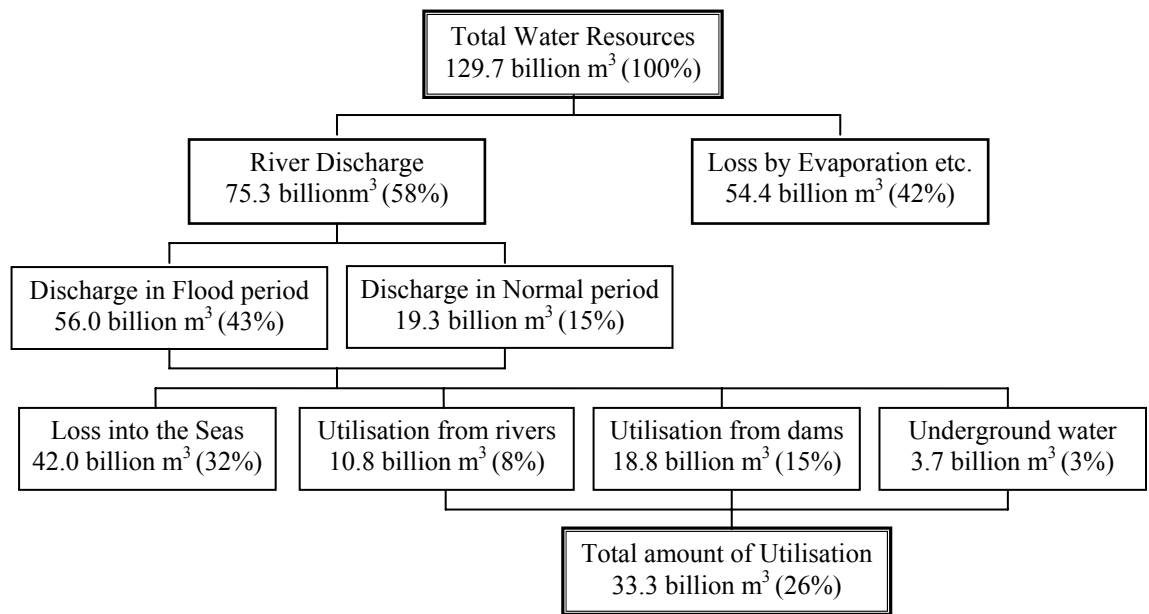 Total Water Resources
129.7 billion m³ (100%)
River Discharge
75.3 billionm³ (58%)
Loss by Evaporation etc.
54.4 billion m³ (42%)
Discharge in Flood period
56.0 billion m³ (43%)
Discharge in Normal period
19.3 billion m³ (15%)
Loss into the Seas
42.0 billion m³ (32%)
Utilisation from rivers
10.8 billion m³ (8%)
Utilisation from dams
18.8 billion m³ (15%)
Underground water
3.7 billion m³ (3%)
Total amount of Utilisation
33.3 billion m³ (26%)